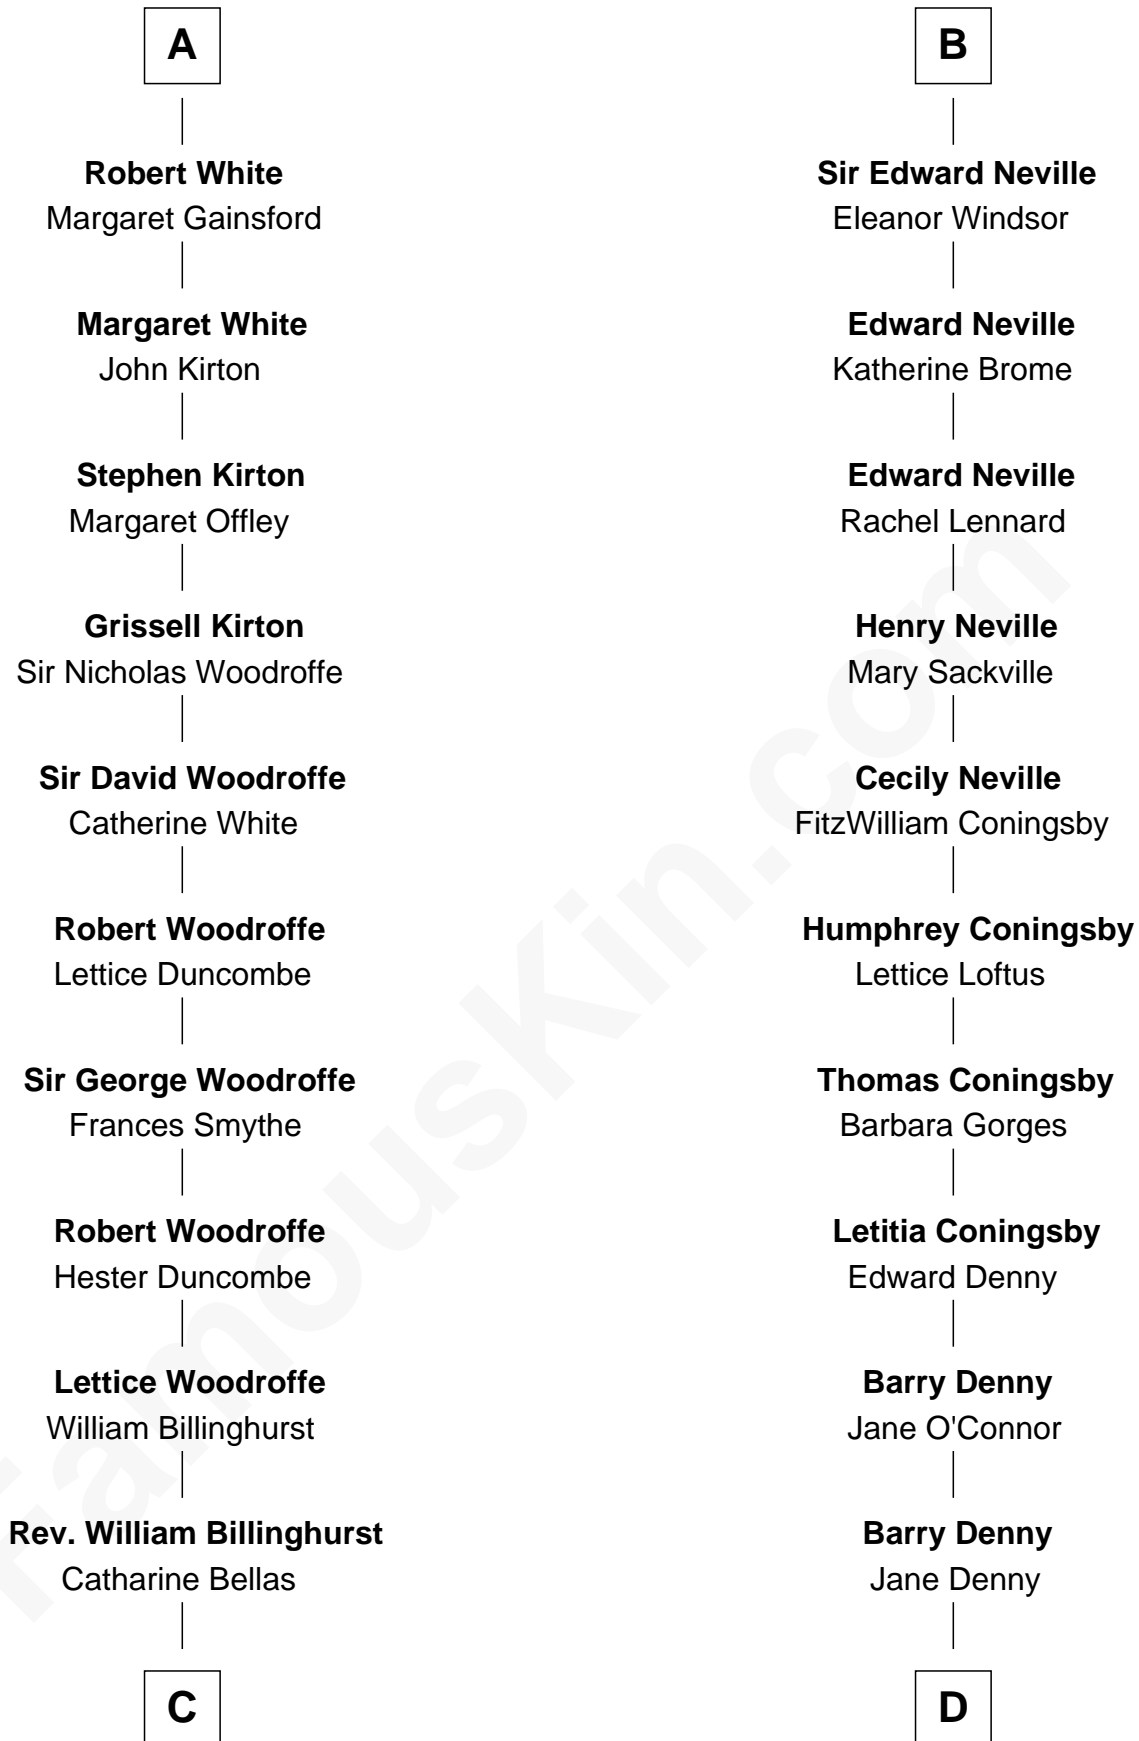 A
Robert White
Margaret Gainsford
Margaret White
John Kirton
Stephen Kirton
Margaret Offley
Grissell Kirton
Sir Nicholas Woodroffe
Sir David Woodroffe
Catherine White
Robert Woodroffe
Lettice Duncombe
Sir George Woodroffe
Frances Smythe
Robert Woodroffe
Hester Duncombe
Lettice Woodroffe
William Billinghurst
Rev. William Billinghurst
Catharine Bellas
C
B
Sir Edward Neville
Eleanor Windsor
Edward Neville
Katherine Brome
Edward Neville
Rachel Lennard
Henry Neville
Mary Sackville
Cecily Neville
FitzWilliam Coningsby
Humphrey Coningsby
Lettice Loftus
Thomas Coningsby
Barbara Gorges
Letitia Coningsby
Edward Denny
Barry Denny
Jane O'Connor
Barry Denny
Jane Denny
D
FamousKin.com